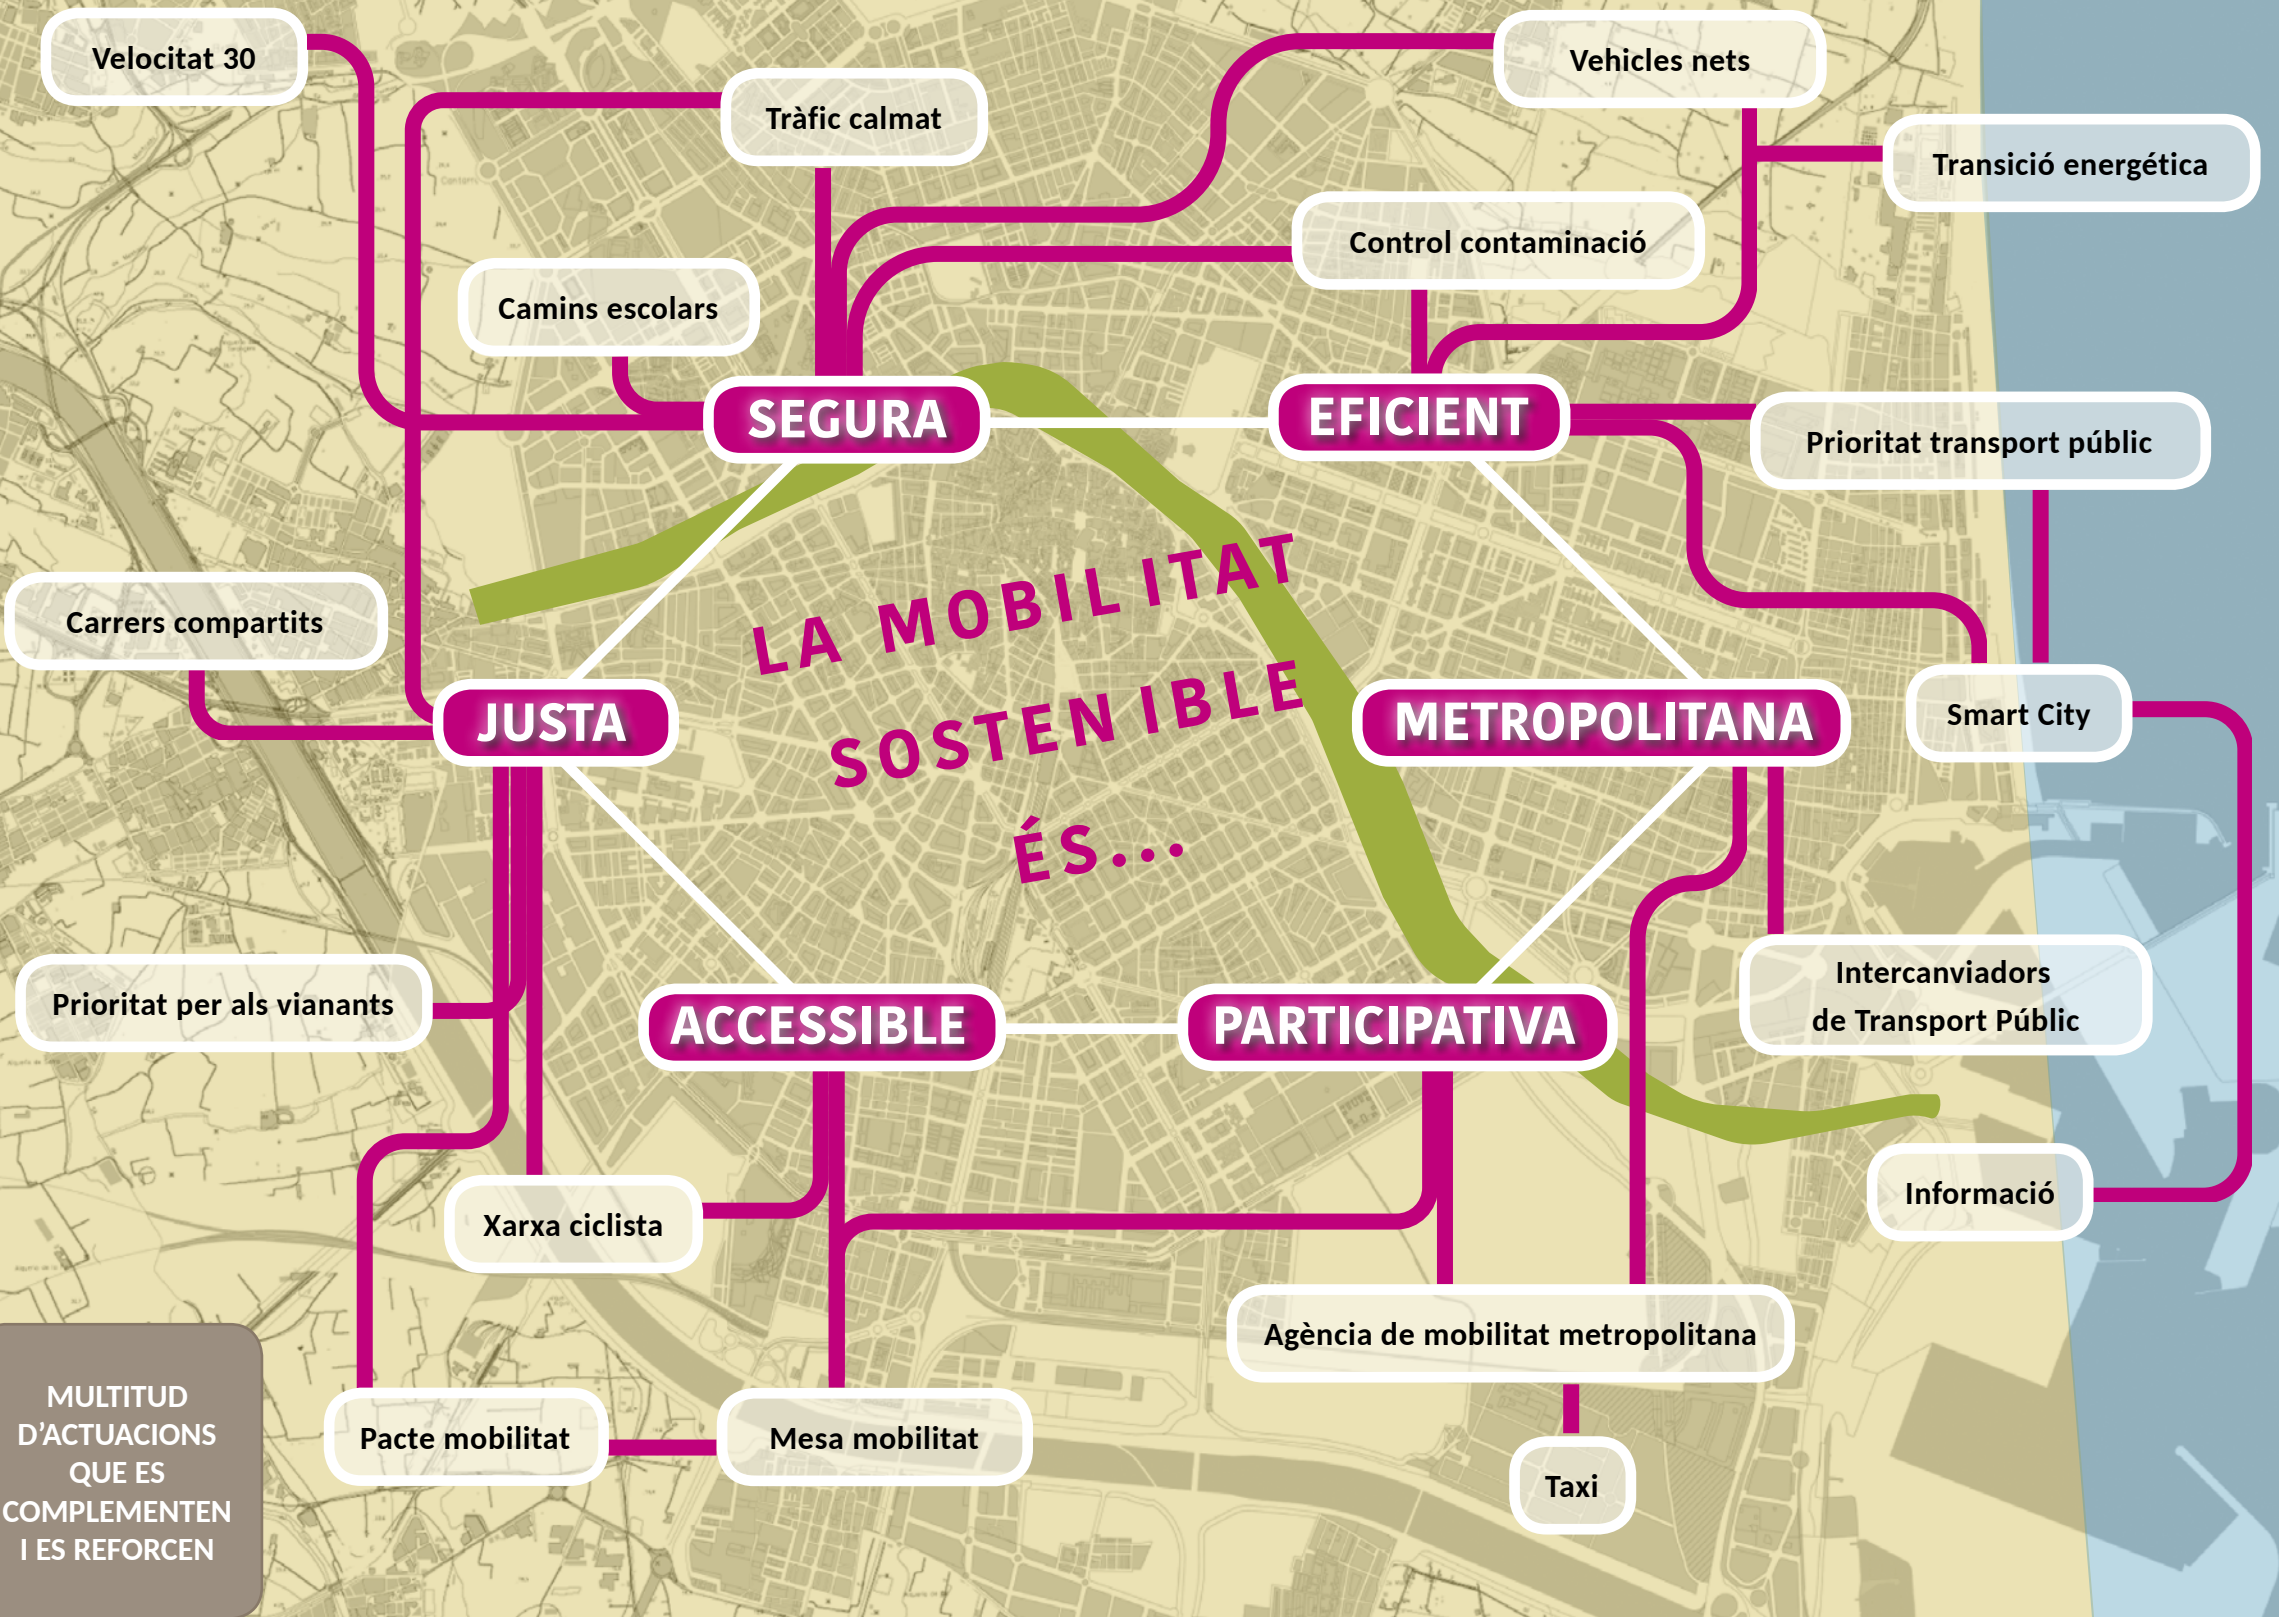 Velocitat 30
Vehicles nets
Tràfic calmat
Transició energética
Control contaminació
Camins escolars
SEGURA
EFICIENT
Prioritat transport públic
LA MOBILITAT
SOSTENIBLE
ÉS...
Carrers compartits
JUSTA
METROPOLITANA
Smart City
Intercanviadors
de Transport Públic
Prioritat per als vianants
ACCESSIBLE
PARTICIPATIVA
Informació
Xarxa ciclista
Agència de mobilitat metropolitana
Pacte mobilitat
Mesa mobilitat
Taxi
MULTITUD
D’ACTUACIONS
QUE ES
COMPLEMENTEN
I ES REFORCEN